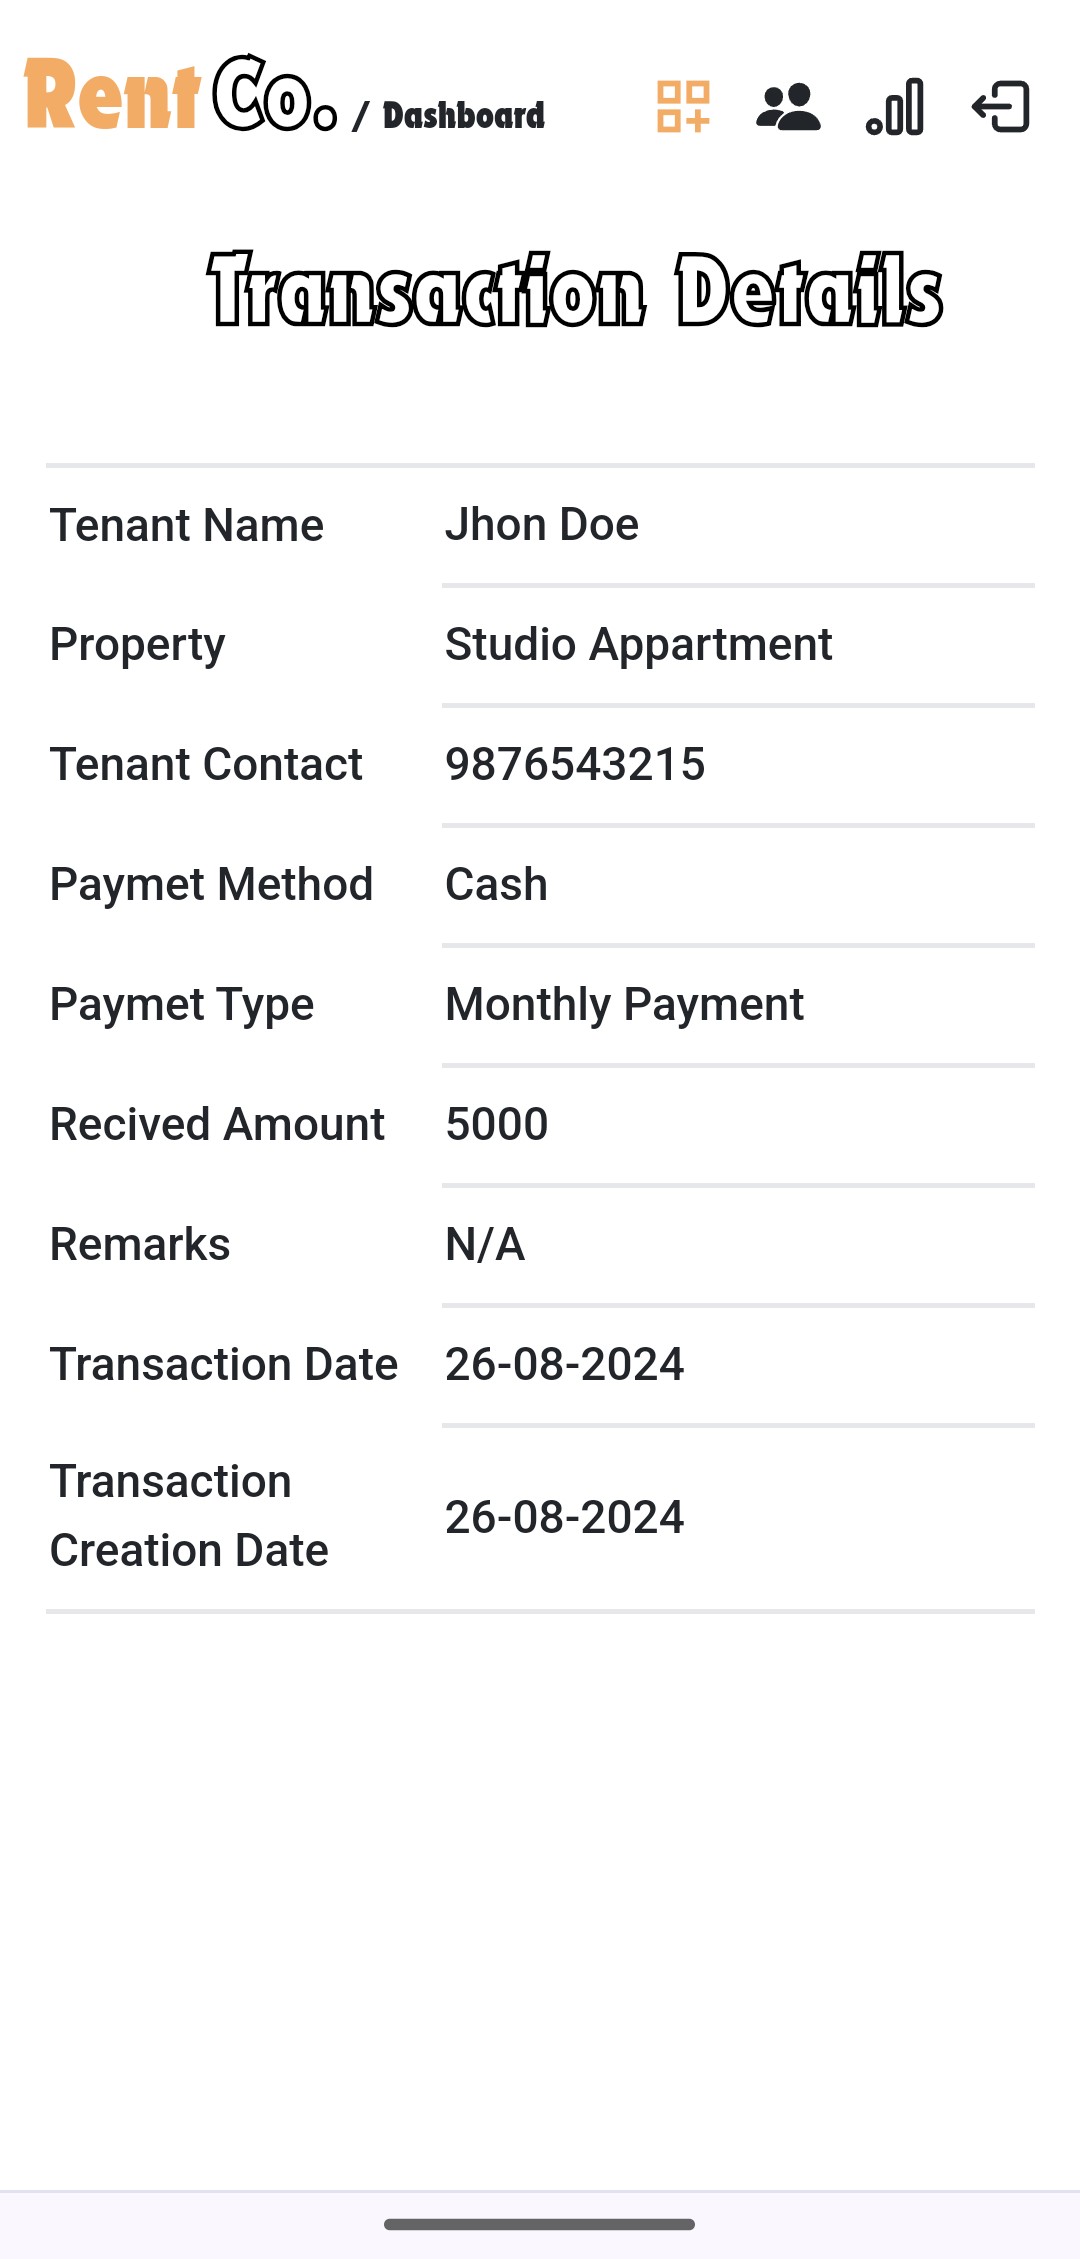 Rent Co. / Dashboard
Transaction Details
Tenant Name Jhon Doe
Property Studio Appartment
Tenant Contact 9876543215
Paymet Method Cash
Paymet Type Monthly Payment
Recived Amount 5000
Remarks N/A
Transaction Date 26-08-2024
Transaction
Creation Date 26-08-2024